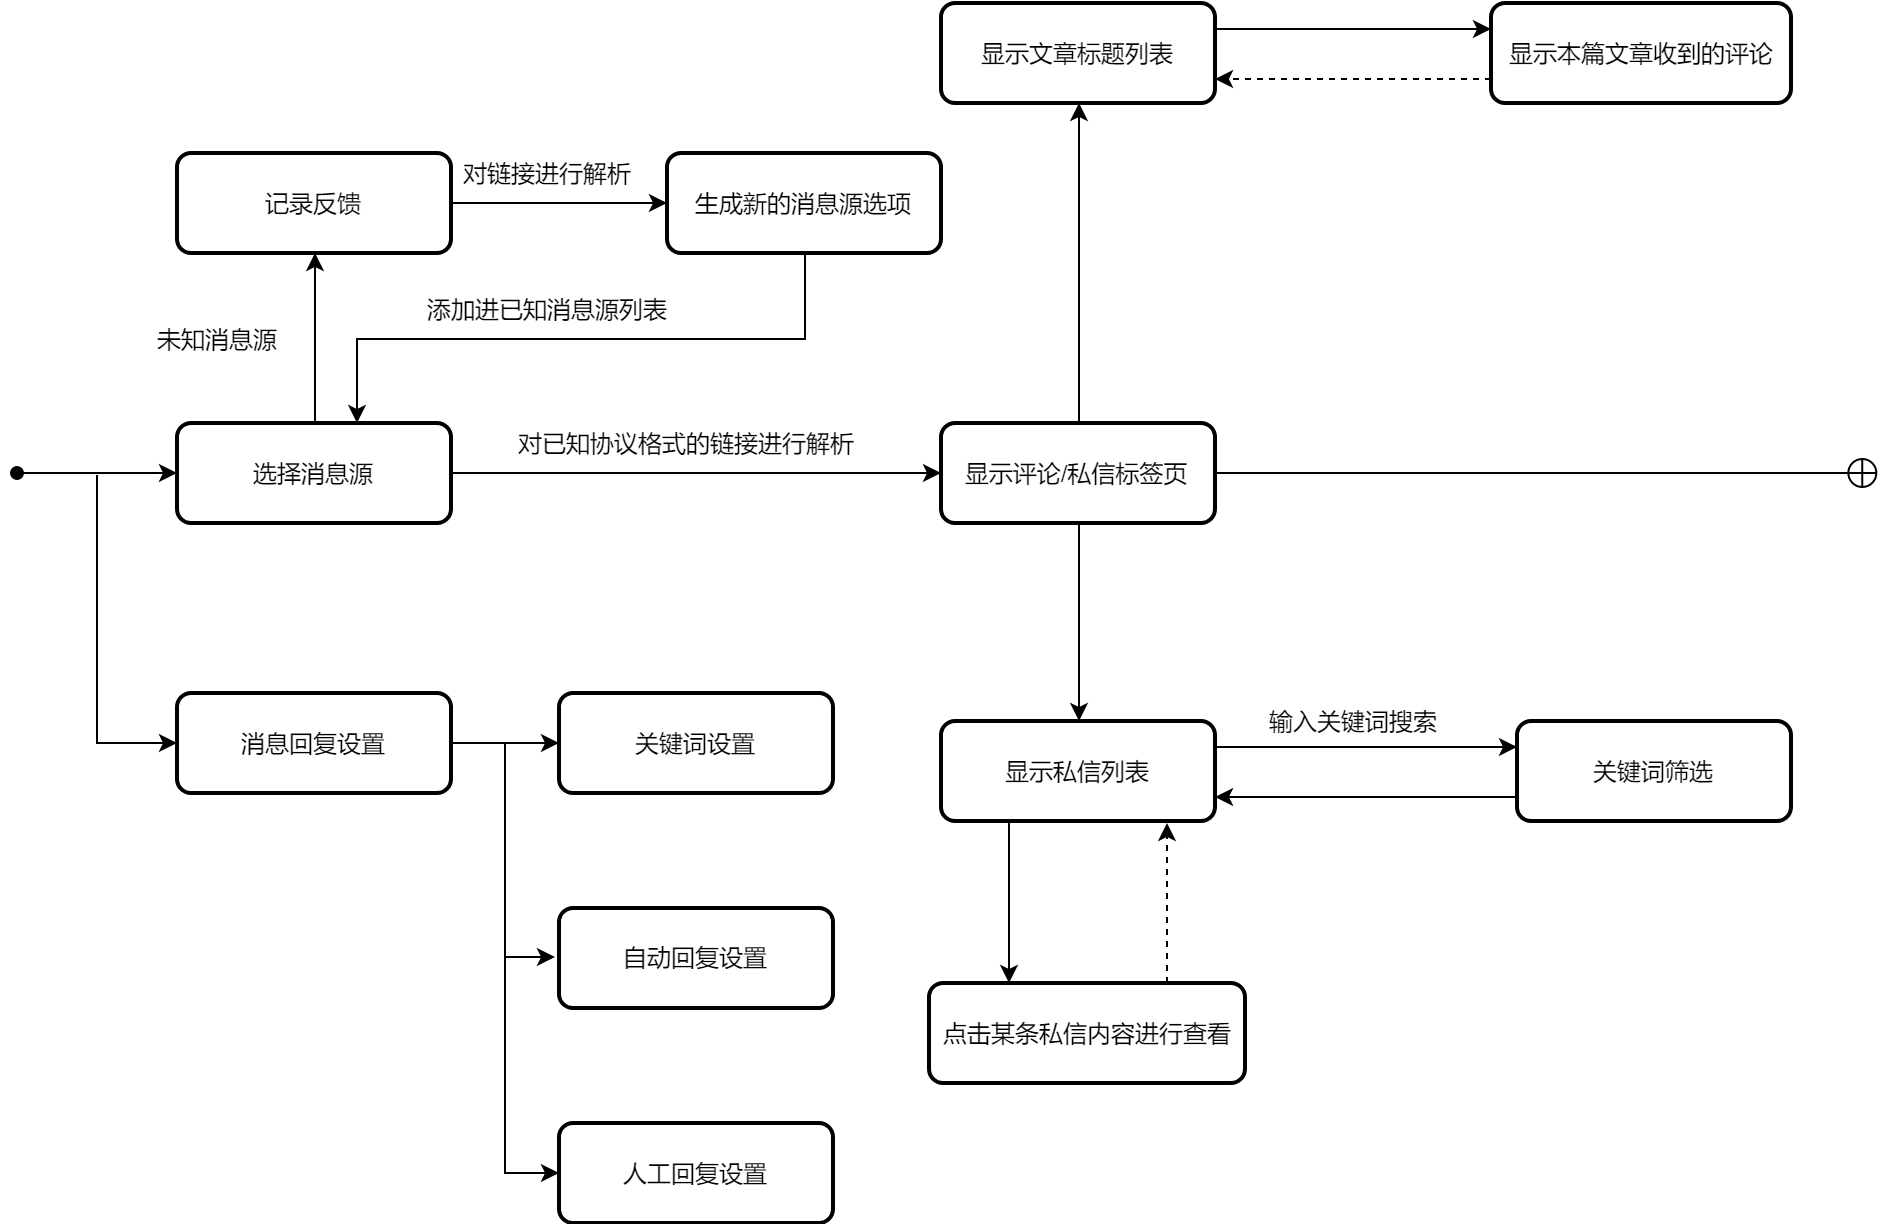 显示文章标题列表
显示本篇文章收到的评论
记录反馈
对链接进行解析
生成新的消息源选项
添加进已知消息源列表
未知消息源
选择消息源
对已知协议格式的链接进行解析
显示评论/私信标签页
消息回复设置
关键词设置
显示私信列表
输入关键词搜索
关键词筛选
自动回复设置
点击某条私信内容进行查看
人工回复设置